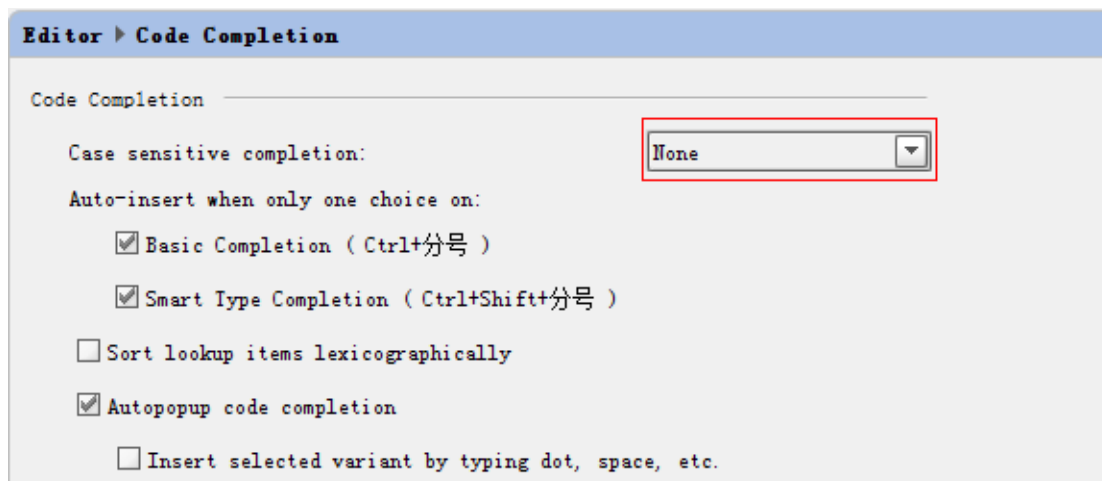 Editor ▶ Code Completion
Code Completion
Case sensitive completion: None
Auto-insert when only one choice on:
Basic Completion ( Ctrl+分号 )
Smart Type Completion ( Ctrl+Shift+分号 )
Sort lookup items lexicographically
Autopopup code completion
Insert selected variant by typing dot, space, etc.